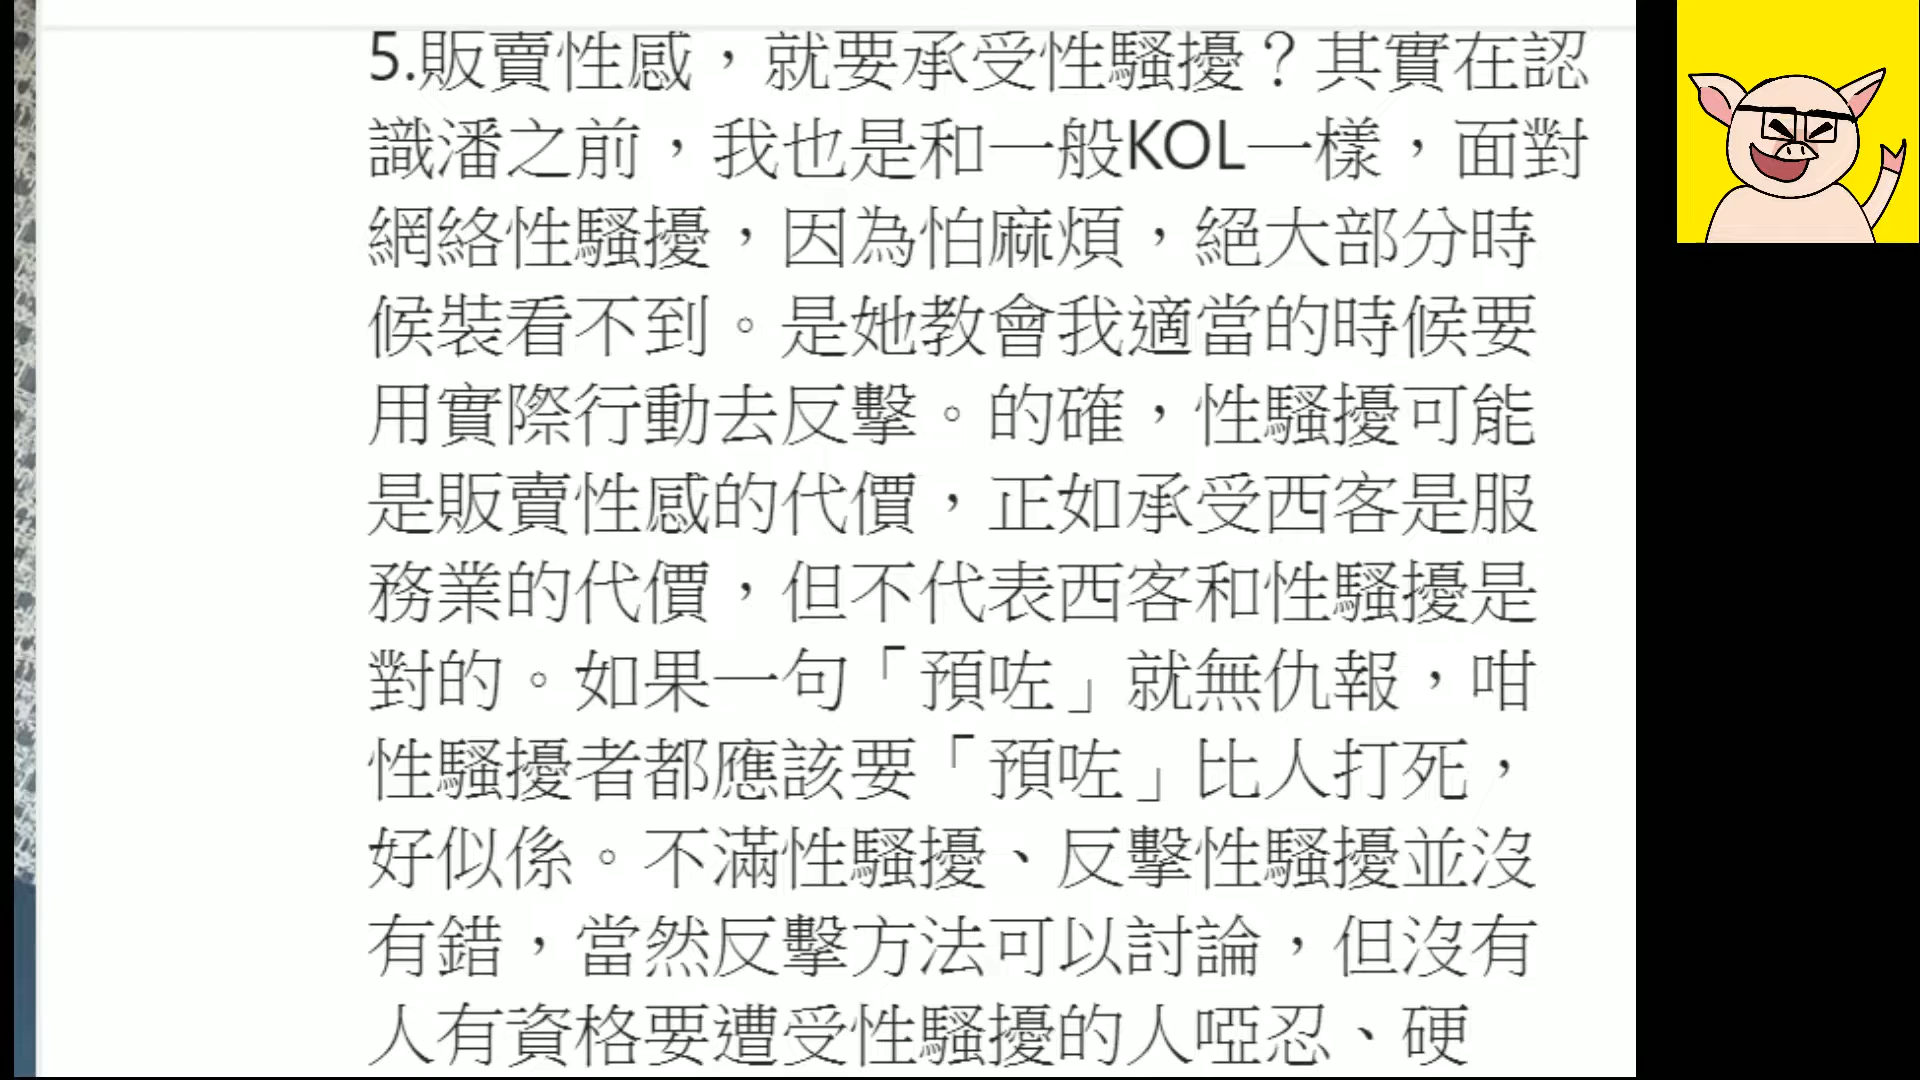 5.販賣性感，就要承受性騷擾？其實在認
識潘之前，我也是和一般KOL一樣，面對
網絡性騷擾，因為怕麻煩，絕大部分時
候裝看不到。是她教會我適當的時候要
用實際行動去反擊。的確，性騷擾可能
是販賣性感的代價，正如承受西客是服
務業的代價，但不代表西客和性騷擾是
對的。如果一句「預咗」就無仇報，咁
性騷擾者都應該要「預咗」比人打死，
好似係。不滿性騷擾、反擊性騷擾並沒
有錯，當然反擊方法可以討論，但沒有
人有資格要遭受性騷擾的人啞忍、硬